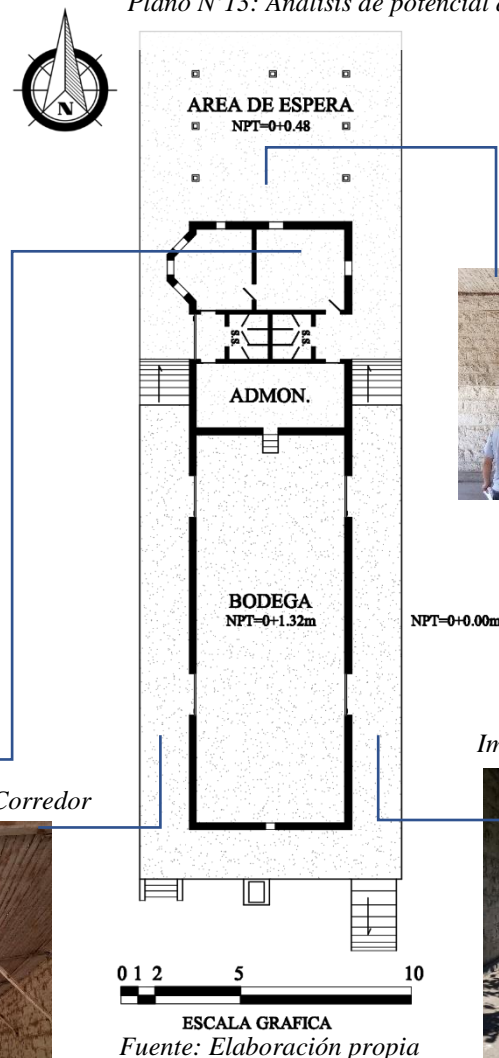 Plano N°13: Análisis de potencial
N
AREA DE ESPERA
NPT=0+0.48
S.S.
S.S.
ADMON.
BODEGA
NPT=0+1.32m
NPT=0+0.00m
Corredor
0 1 2 5 10
ESCALA GRAFICA
Fuente: Elaboración propia